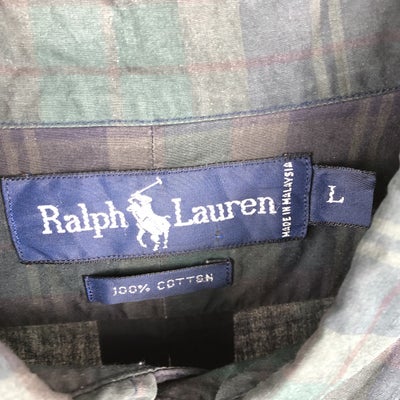 Ralph Lauren
MADE IN MALAYSIA
L
100% COTTON